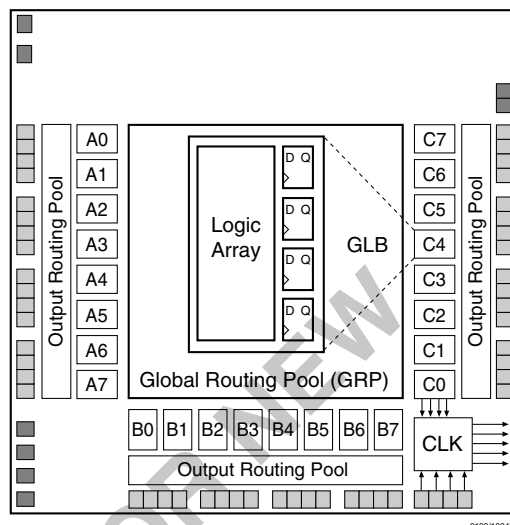 A0
A1
A2
A3
A4
A5
A6
A7
Output Routing Pool
Logic
Array
D Q
D Q
D Q
D Q
GLB
Global Routing Pool (GRP)
C7
C6
C5
C4
C3
C2
C1
C0
Output Routing Pool
B0 B1 B2 B3 B4 B5 B6 B7
Output Routing Pool
CLK
OR NEW